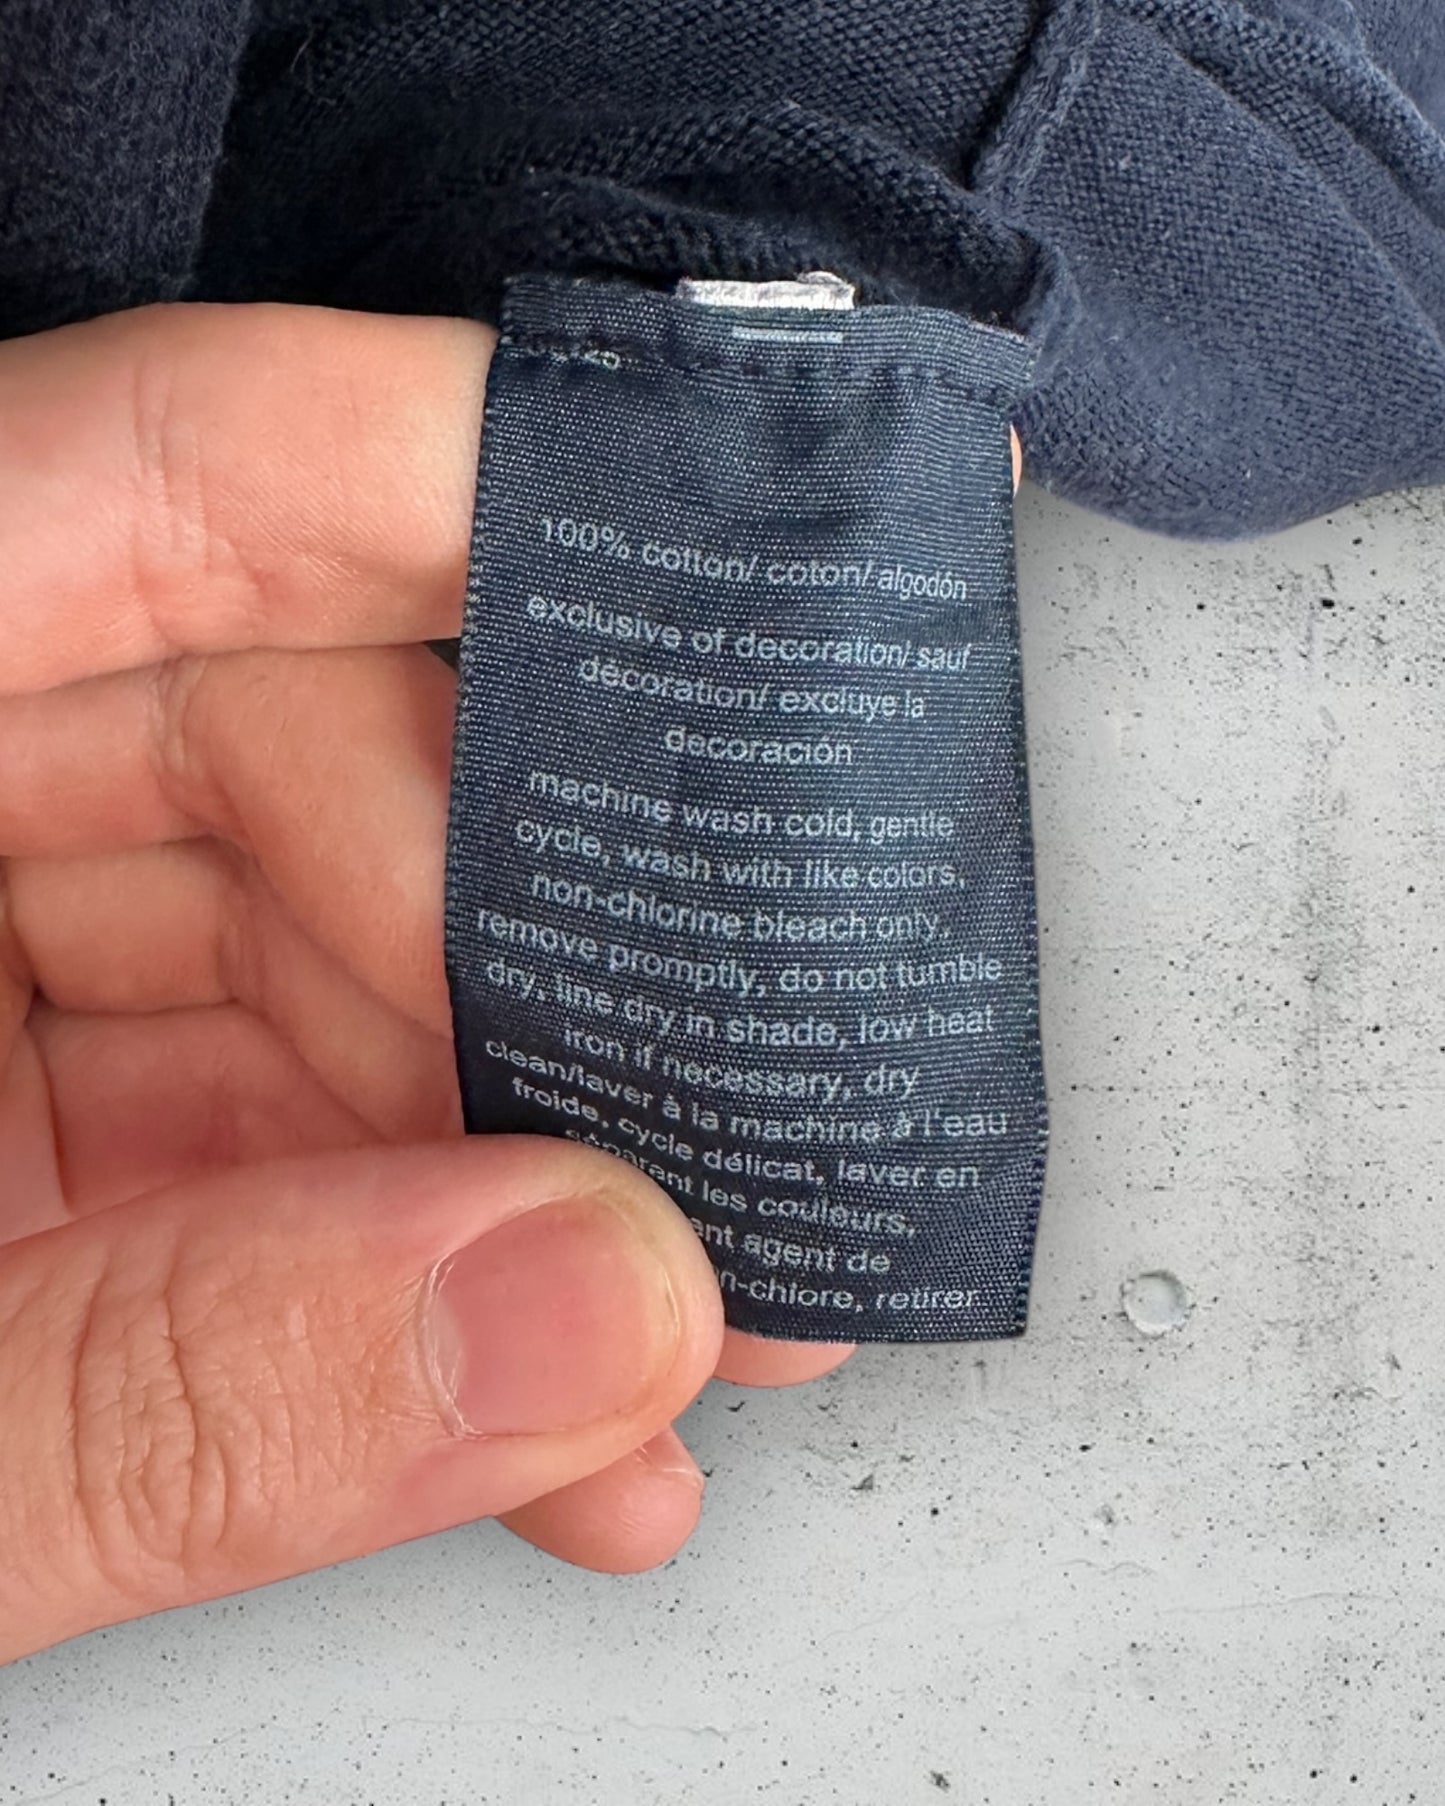 100% cotton/ coton/ algodón
exclusive of decoration/ sauf
décoration/ excluye la
decoración
machine wash cold, gentle
cycle, wash with like colors,
non-chlorine bleach only,
remove promptly, do not tumble
dry, line dry in shade, low heat
iron if necessary, dry
clean/laver à la machine à l'eau
froide, cycle délicat, laver en
séparant les couleurs,
agent de
retirer